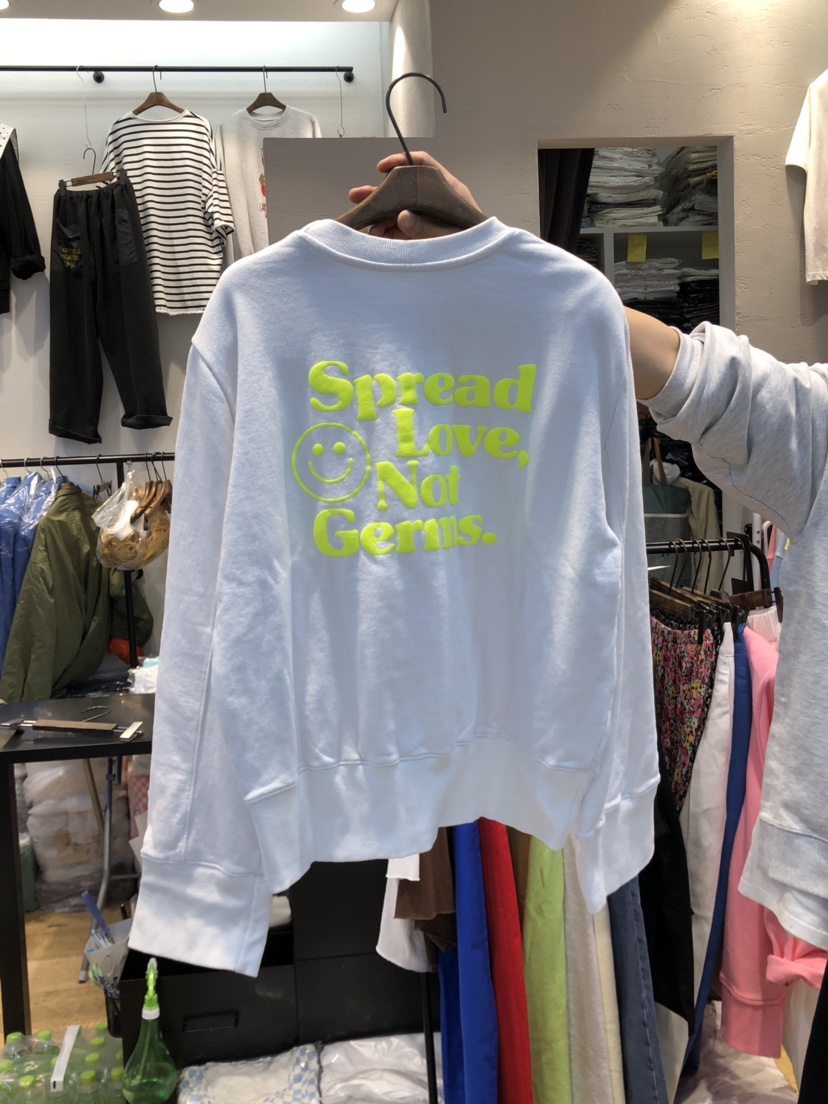 Spread
Love,
Not
Germs.